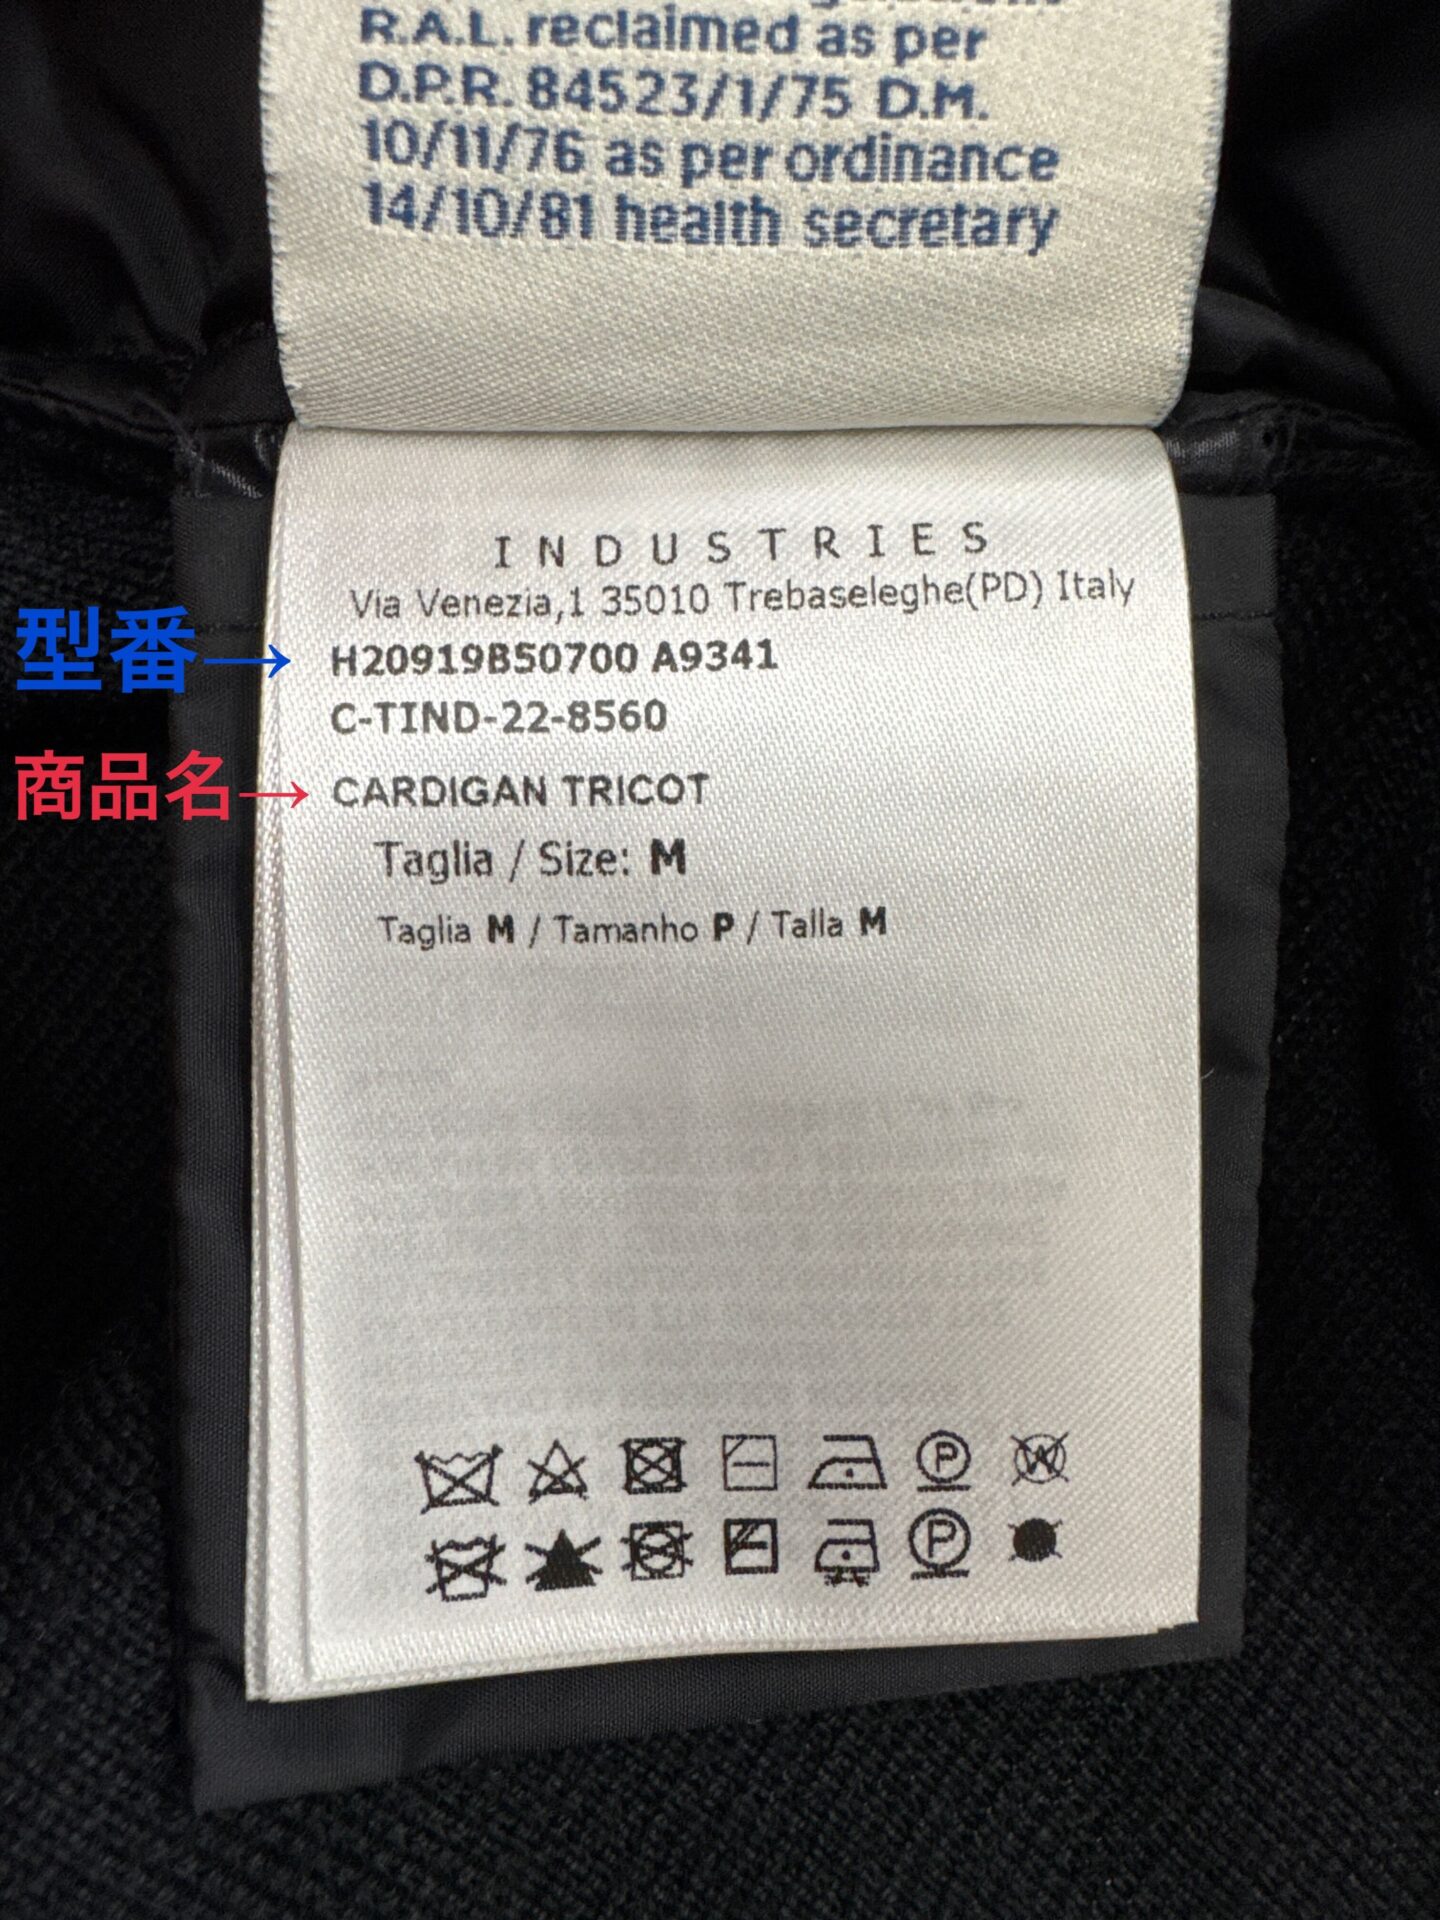 R.A.L. reclaimed as per
D.P.R. 84523/1/75 D.M.
10/11/76 as per ordinance
14/10/81 health secretary
INDUSTRIES
Via Venezia,1 35010 Trebaseleghe(PD) Italy
型番→ H20919B50700 A9341
C-TIND-22-8560
商品名→ CARDIGAN TRICOT
Taglia / Size: M
Taglia M / Tamanho P / Talla M
P W
P